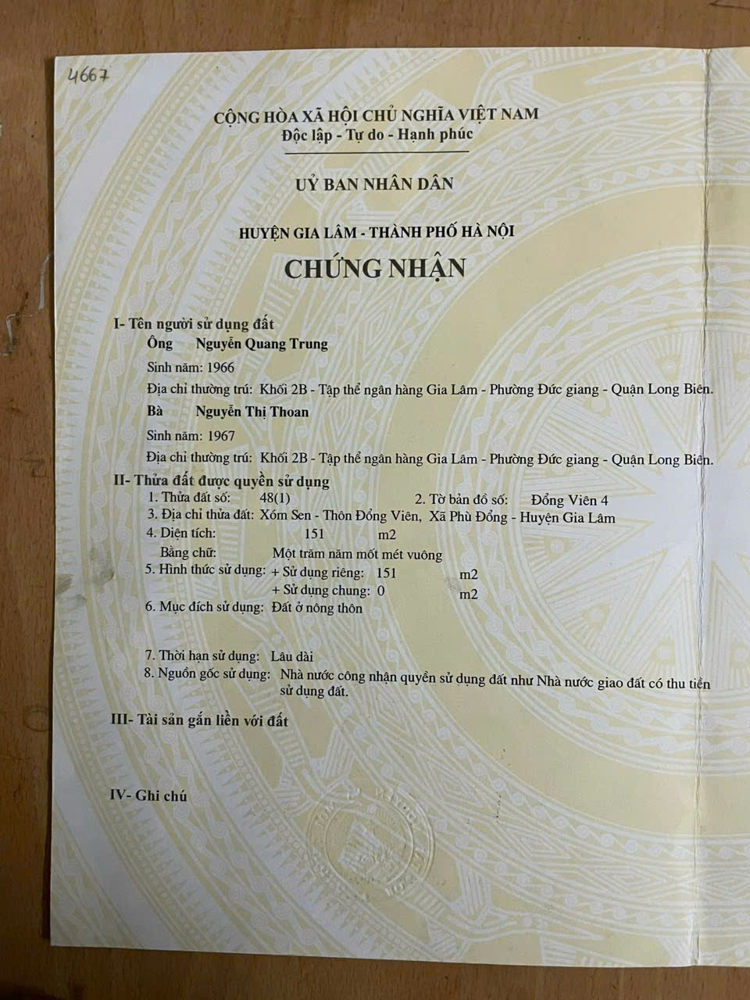 4667
CỘNG HÒA XÃ HỘI CHỦ NGHĨA VIỆT NAM
Độc lập - Tự do - Hạnh phúc
UỶ BAN NHÂN DÂN
HUYỆN GIA LÂM - THÀNH PHỐ HÀ NỘI
CHỨNG NHẬN
I- Tên người sử dụng đất
Ông Nguyễn Quang Trung
Sinh năm: 1966
Địa chỉ thường trú: Khối 2B - Tập thể ngân hàng Gia Lâm - Phường Đức giang - Quận Long Biên.
Bà Nguyễn Thị Thoan
Sinh năm: 1967
Địa chỉ thường trú: Khối 2B - Tập thể ngân hàng Gia Lâm - Phường Đức giang - Quận Long Biên.
II- Thửa đất được quyền sử dụng
1. Thửa đất số: 48(1) 2. Tờ bản đồ số: Đổng Viên 4
3. Địa chỉ thửa đất: Xóm Sen - Thôn Đổng Viên, Xã Phù Đổng - Huyện Gia Lâm
4. Diện tích: 151 m2
Bằng chữ: Một trăm năm mốt mét vuông
5. Hình thức sử dụng: + Sử dụng riêng: 151 m2
+ Sử dụng chung: 0 m2
6. Mục đích sử dụng: Đất ở nông thôn
7. Thời hạn sử dụng: Lâu dài
8. Nguồn gốc sử dụng: Nhà nước công nhận quyền sử dụng đất như Nhà nước giao đất có thu tiền
sử dụng đất.
III- Tài sản gắn liền với đất
IV- Ghi chú